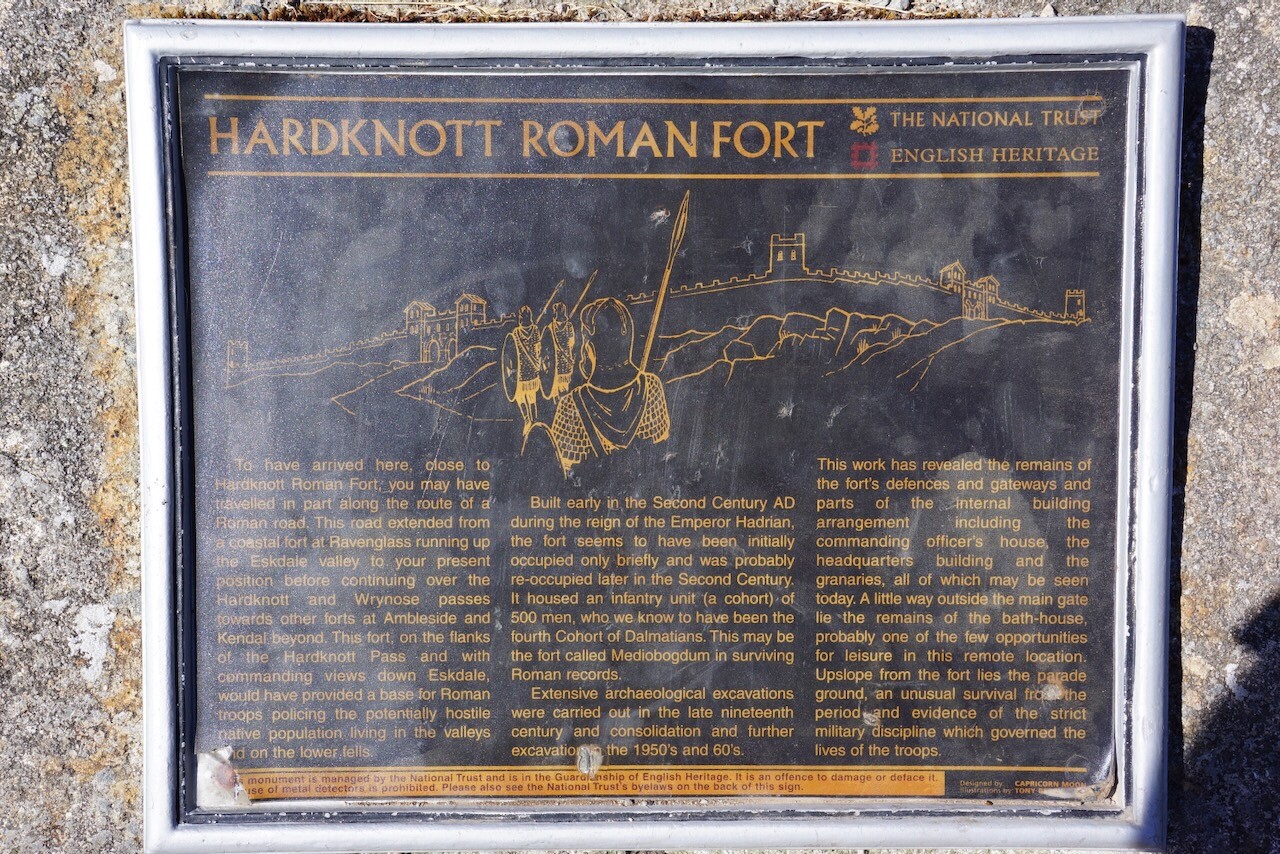 HARDKNOTT ROMAN FORT
THE NATIONAL TRUST
ENGLISH HERITAGE
To have arrived here, close to
Hardknott Roman Fort, you may have
travelled in part along the route of a
Roman road. This road extended from
a coastal fort at Ravenglass running up
the Eskdale valley to your present
position before continuing over the
Hardknott and Wrynose passes
towards other forts at Ambleside and
Kendal beyond. This fort, on the flanks
of the Hardknott Pass and with
commanding views down Eskdale,
would have provided a base for Roman
troops policing the potentially hostile
native population living in the valleys
and on the lower fells.
Built early in the Second Century AD
during the reign of the Emperor Hadrian,
the fort seems to have been initially
occupied only briefly and was probably
re-occupied later in the Second Century.
It housed an infantry unit (a cohort) of
500 men, who we know to have been the
fourth Cohort of Dalmatians. This may be
the fort called Mediobogdum in surviving
Roman records.
Extensive archaeological excavations
were carried out in the late nineteenth
century and consolidation and further
excavation in the 1950's and 60's.
This work has revealed the remains of
the fort's defences and gateways and
parts of the internal building
arrangement including the
commanding officer's house, the
headquarters building and the
granaries, all of which may be seen
today. A little way outside the main gate
lie the remains of the bath-house,
probably one of the few opportunities
for leisure in this remote location.
Upslope from the fort lies the parade
ground, an unusual survival from the
period and evidence of the strict
military discipline which governed the
lives of the troops.
monument is managed by the National Trust and is in the Guardianship of English Heritage. It is an offence to damage or deface it.
use of metal detectors is prohibited. Please also see the National Trust's byelaws on the back of this sign.
Designed by CAPRICORN
Illustrations by TONY